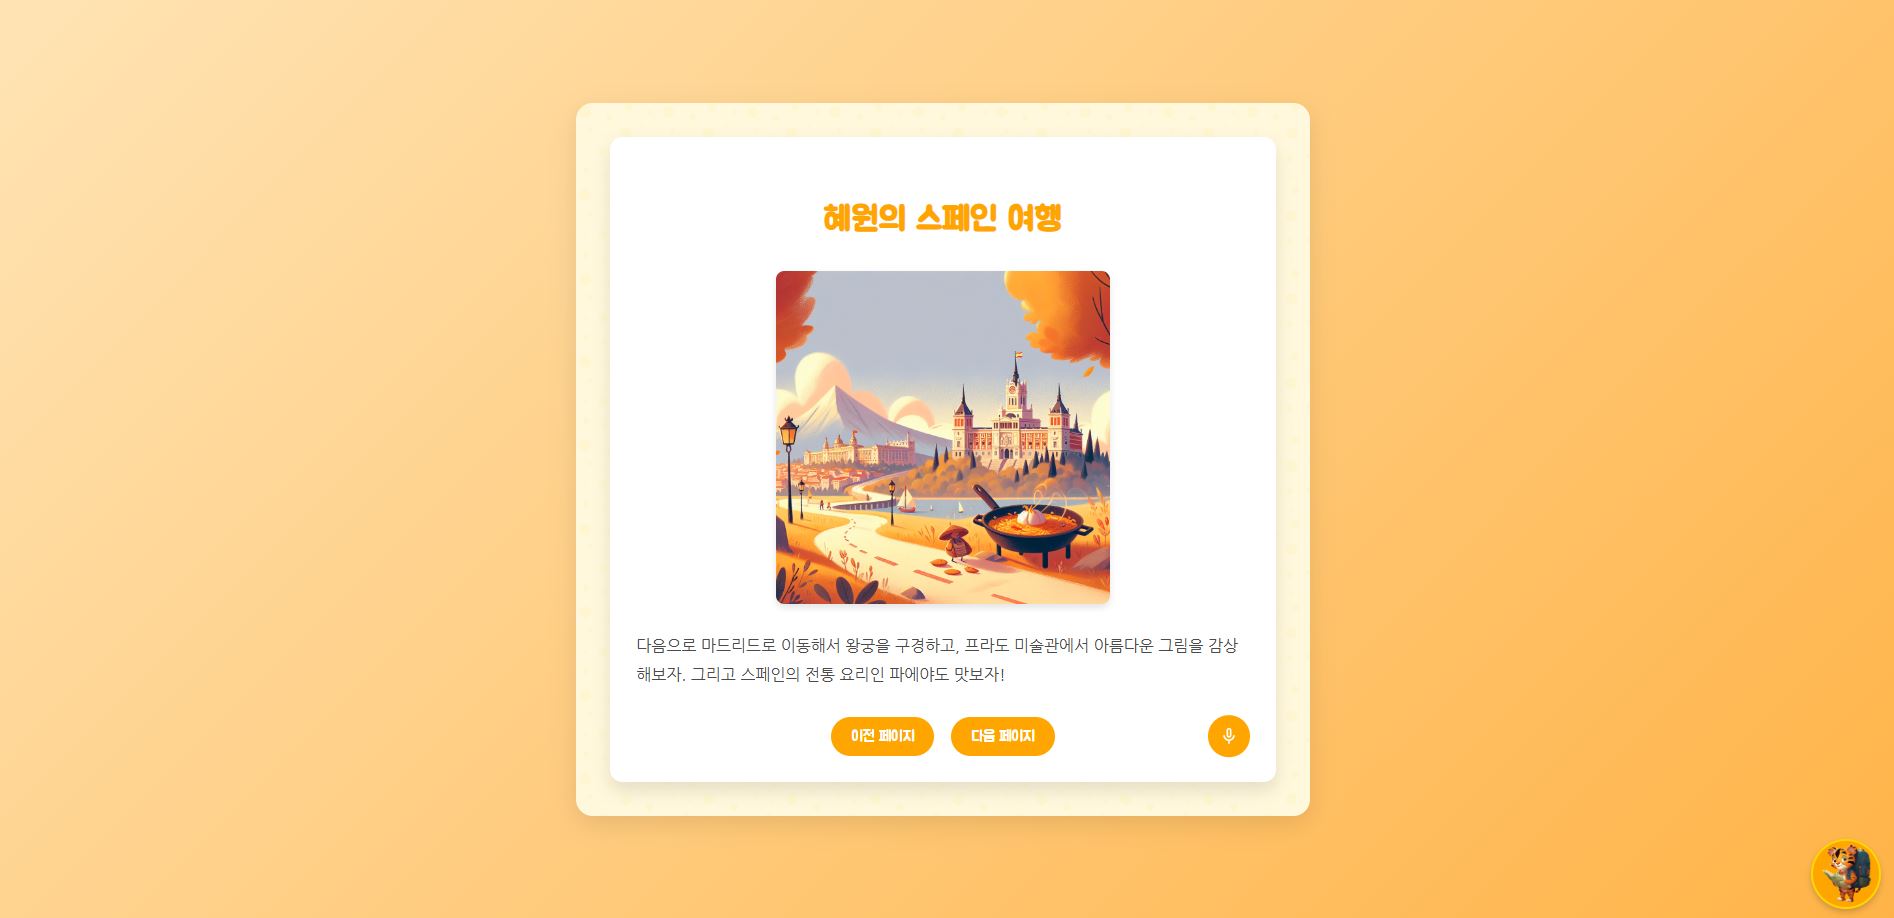 혜원의 스페인 여행
다음으로 마드리드로 이동해서 왕궁을 구경하고, 프라도 미술관에서 아름다운 그림을 감상
해보자. 그리고 스페인의 전통 요리인 파에야도 맛보자!
이전 페이지 다음 페이지